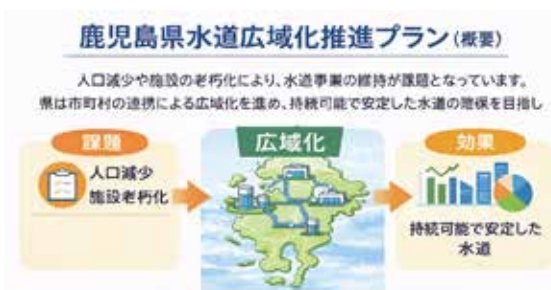 鹿児島県水道広域化推進プラン(概要)
人口減少や施設の老朽化により、水道事業の維持が課題となっています。
県は市町村の連携による広域化を進め、持続可能で安定した水道の確保を目指し
課題
人口減少
施設老朽化
広域化
効果
持続可能で安定した
水道